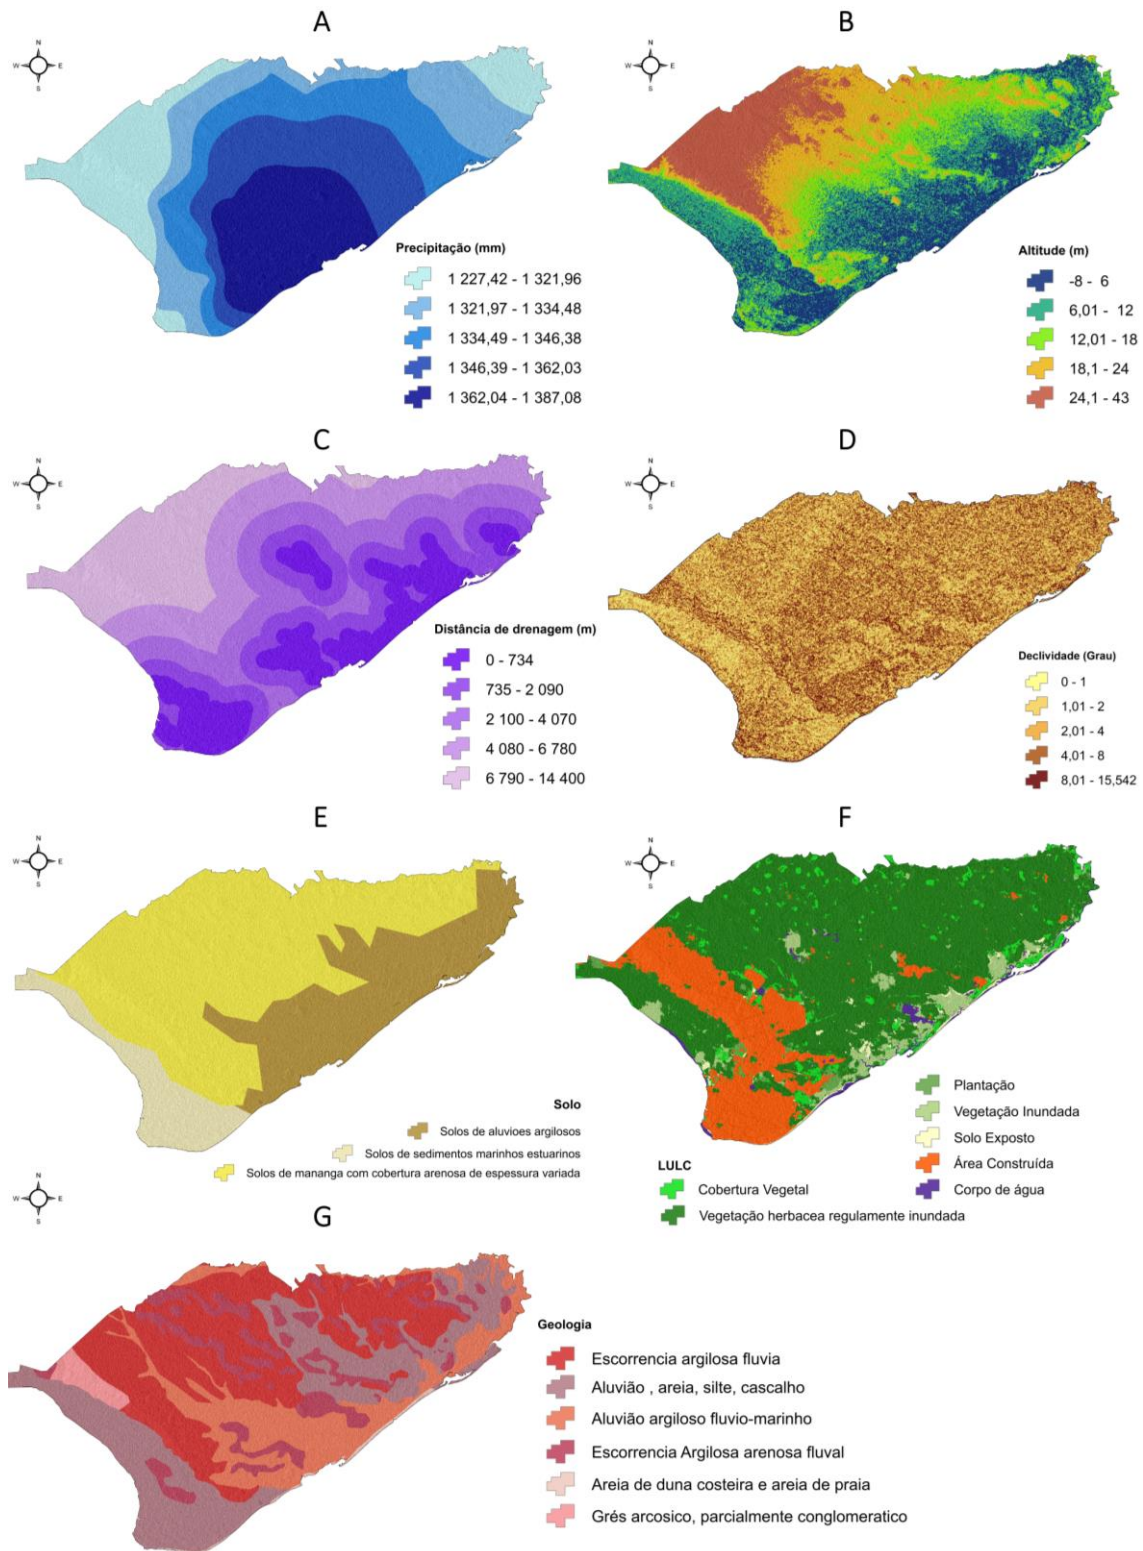 A
B
N
W E
S
N
W E
S
Precipitação (mm)
1 227,42 - 1 321,96
1 321,97 - 1 334,48
1 334,49 - 1 346,38
1 346,39 - 1 362,03
1 362,04 - 1 387,08
Altitude (m)
-8 - 6
6,01 - 12
12,01 - 18
18,1 - 24
24,1 - 43
C
D
N
W E
S
N
W E
S
Distância de drenagem (m)
0 - 734
735 - 2 090
2 100 - 4 070
4 080 - 6 780
6 790 - 14 400
Declividade (Grau)
0 - 1
1,01 - 2
2,01 - 4
4,01 - 8
8,01 - 15,542
E
F
N
W E
S
N
W E
S
Solo
Solos de aluvioes argilosos
Solos de sedimentos marinhos estuarinos
Solos de mananga com cobertura arenosa de espessura variada
LULC
Cobertura Vegetal
Vegetação herbacea regulamente inundada
Plantação
Vegetação Inundada
Solo Exposto
Área Construída
Corpo de água
N
W E
S
G
Geologia
Escorrencia argilosa fluvia
Aluvião , areia, silte, cascalho
Aluvião argiloso fluvio-marinho
Escorrencia Argilosa arenosa fluval
Areia de duna costeira e areia de praia
Grés arcosico, parcialmente conglomeratico